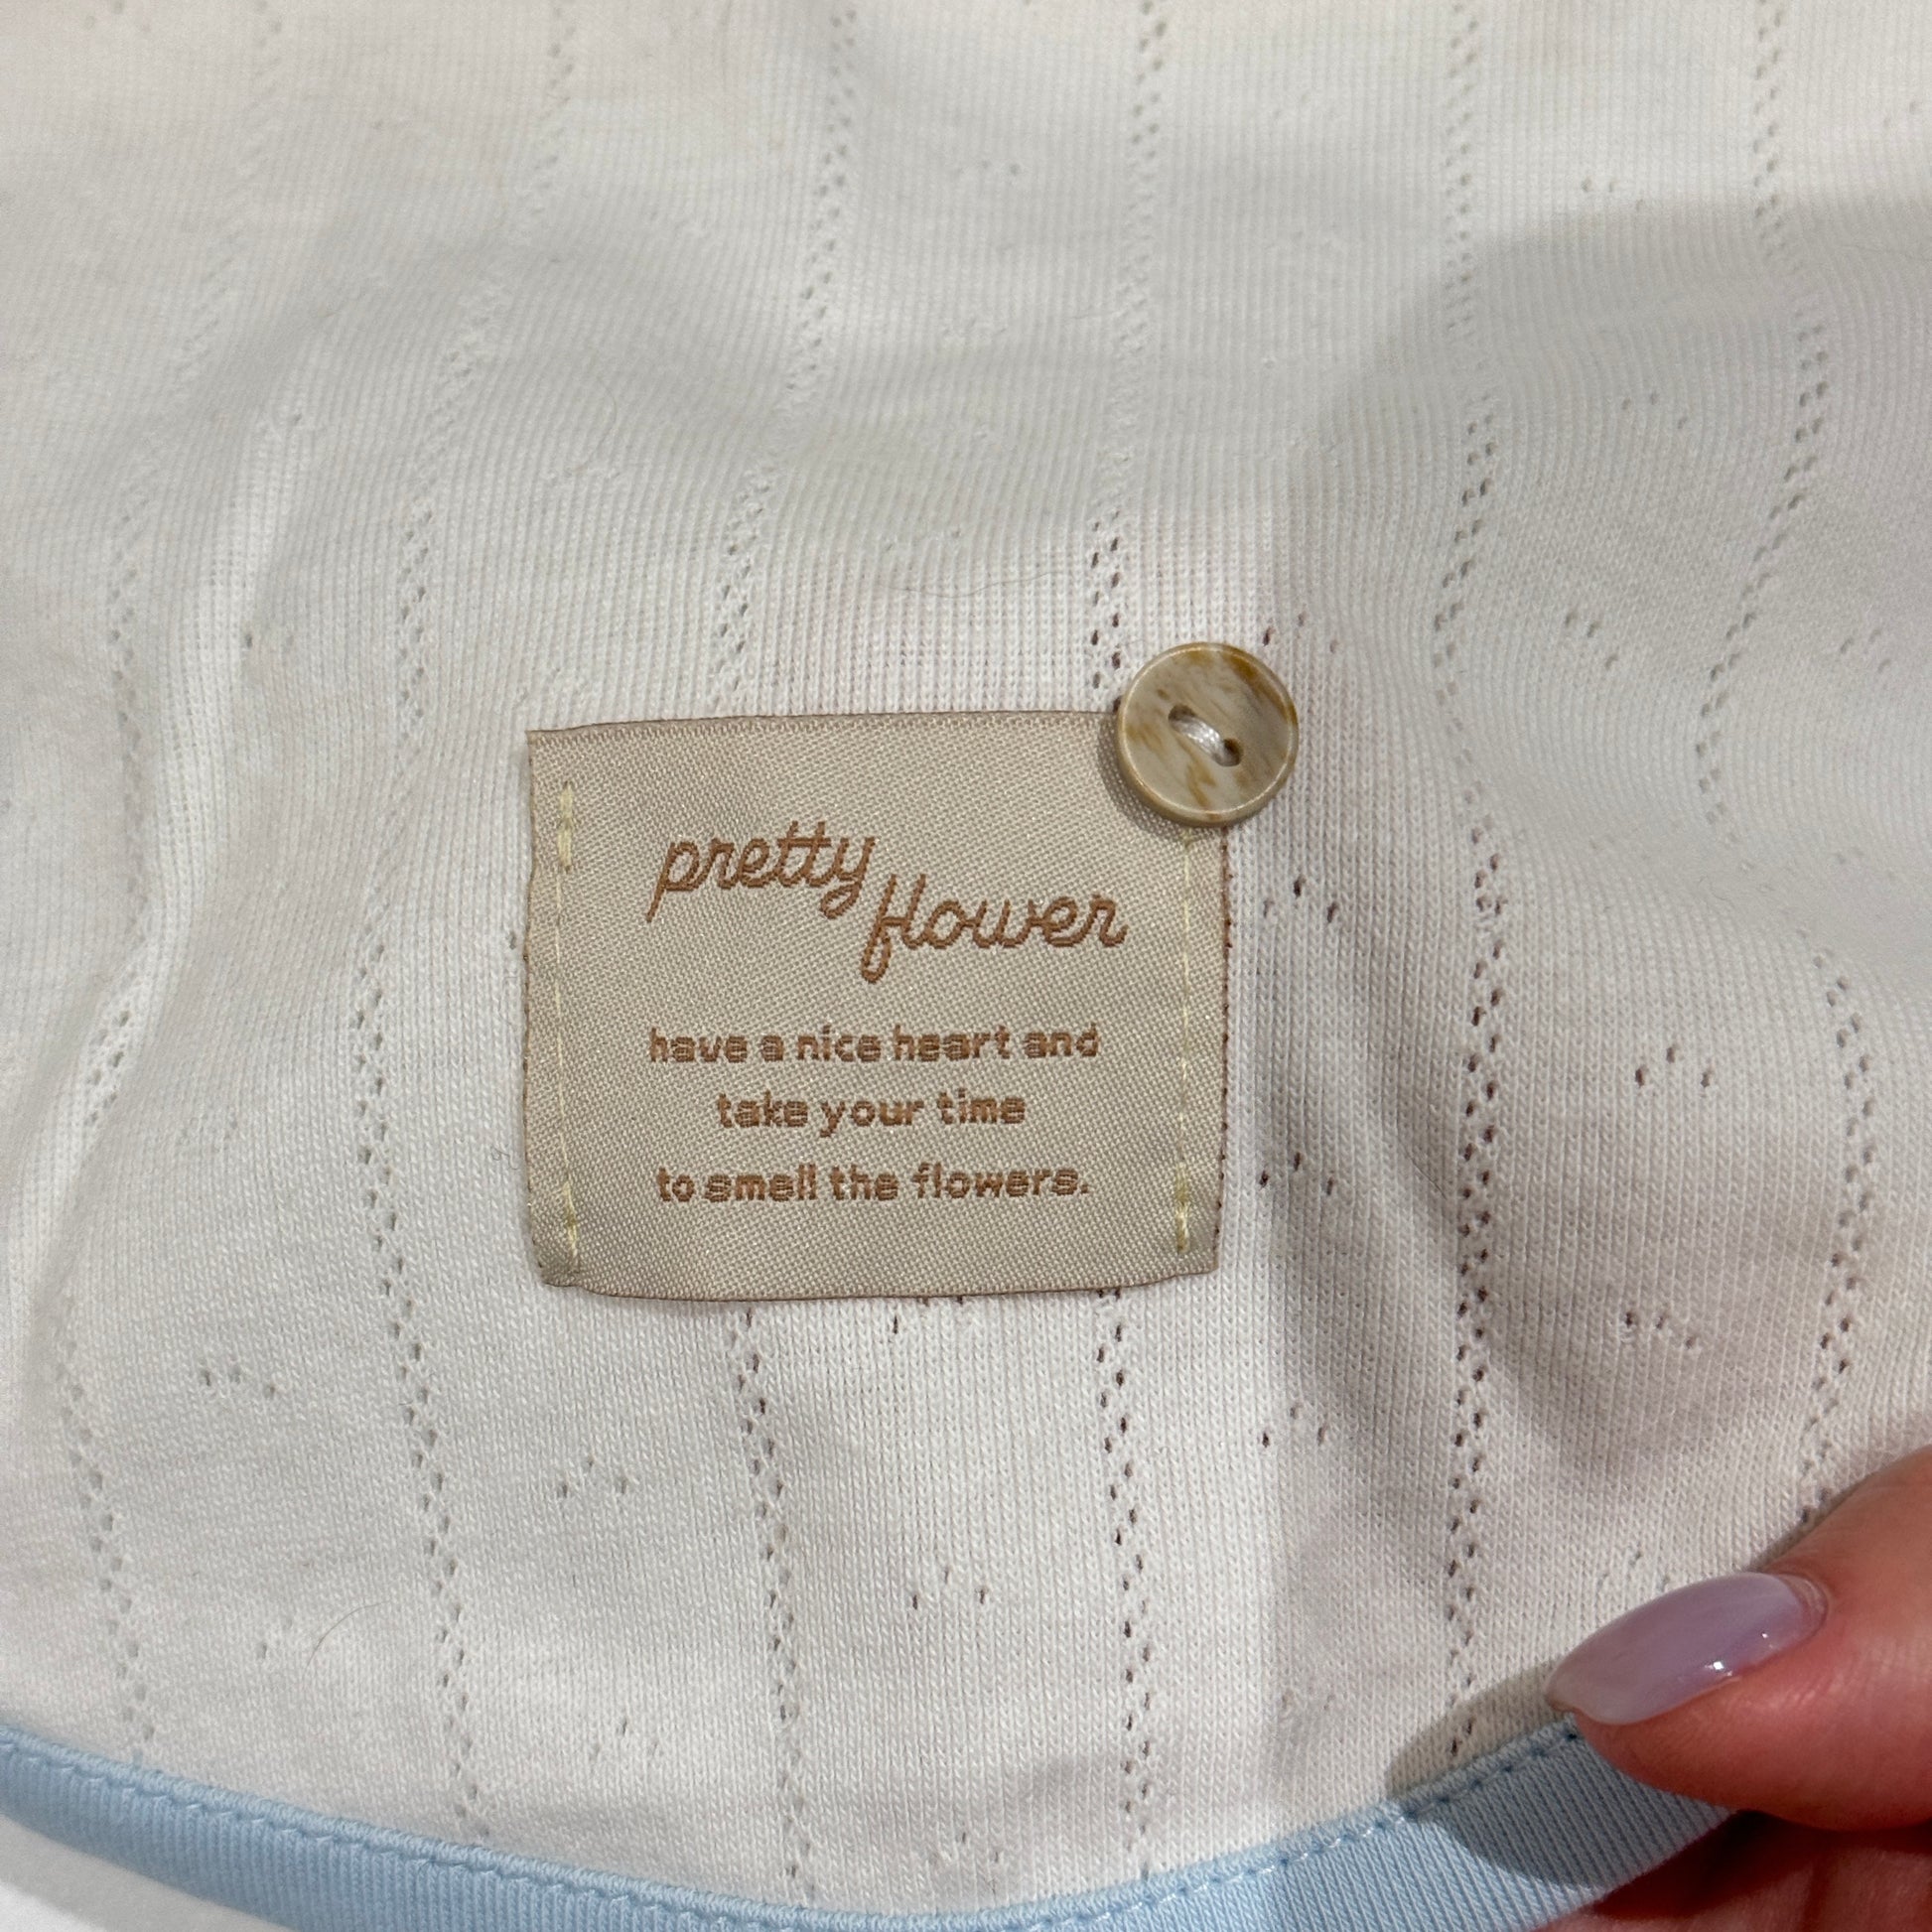 pretty
flower
have a nice heart and
take your time
to smell the flowers.